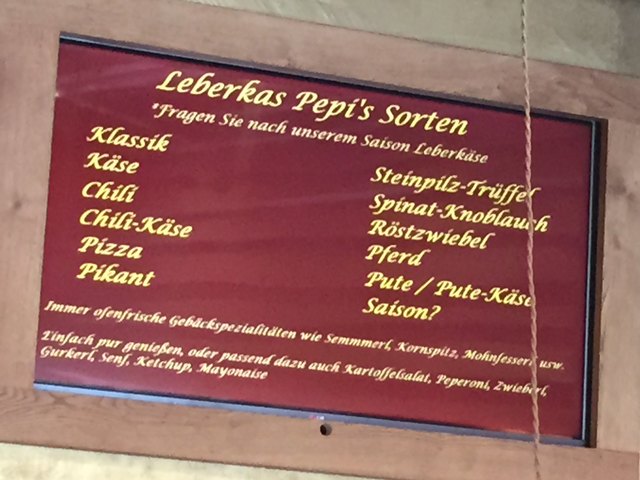 Leberkas Pepi's Sorten
*Fragen Sie nach unserem Saison Leberkäse
Klassik
Käse
Chili
Chili-Käse
Pizza
Pikant
Steinpilz-Trüffel
Spinat-Knoblauch
Röstzwiebel
Pferd
Pute / Pute-Käse
Saison?
Immer ofenfrische Gebäckspezialitäten wie Semmmerl, Kornspitz, Mohnfesserl usw.
Einfach pur genießen, oder passend dazu auch Kartoffelsalat, Peperoni, Zwieberl,
Gurkerl, Senf, Ketchup, Mayonaise